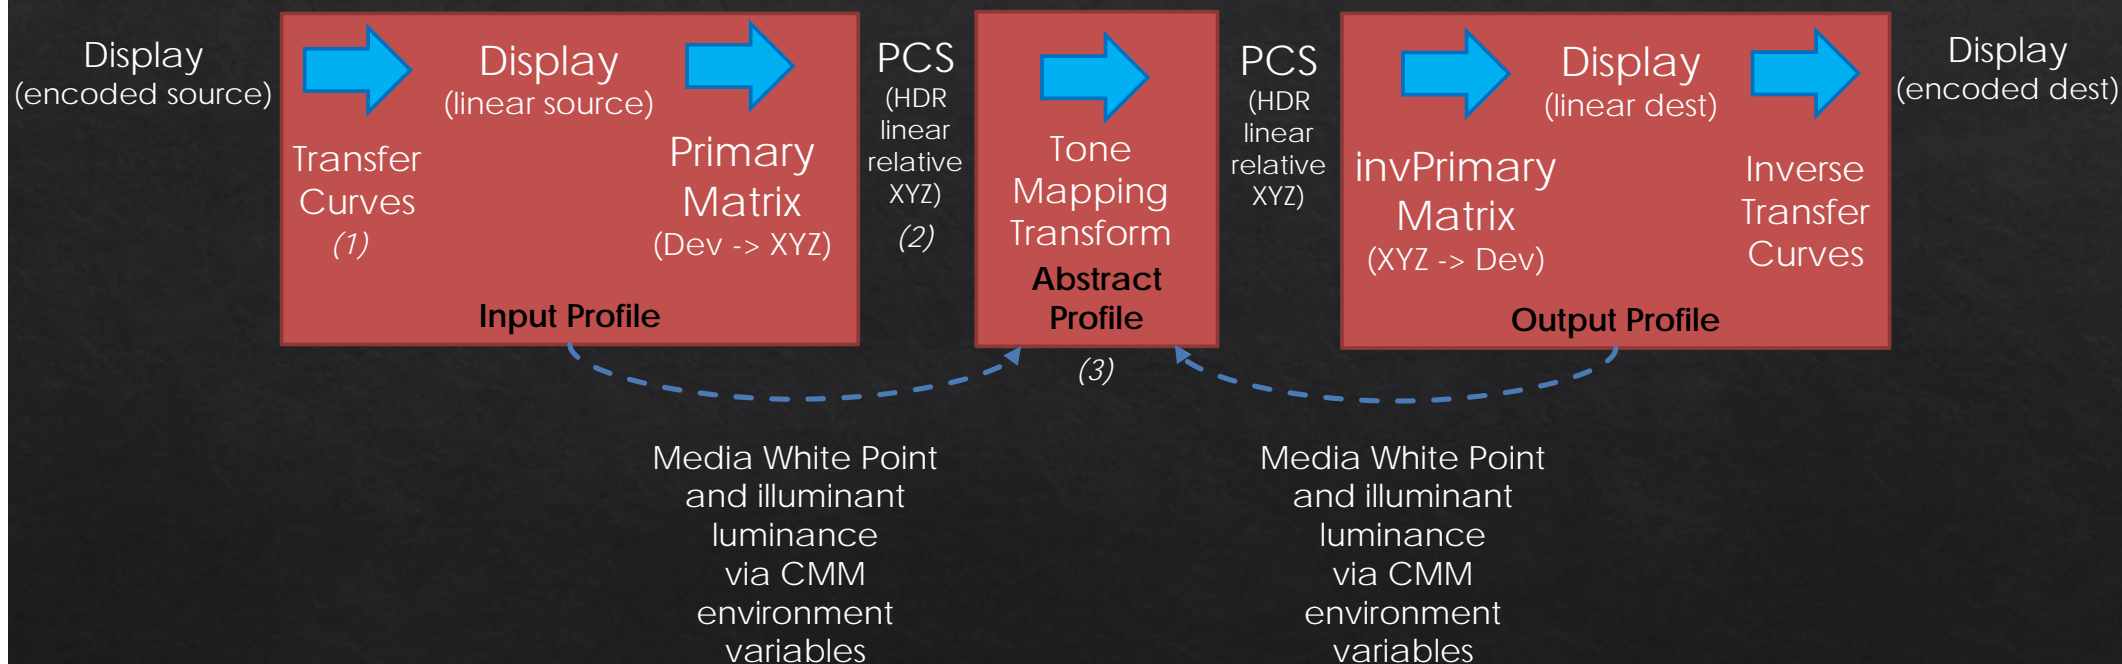 Display
(encoded source)
Transfer
Curves
(1)
Display
(linear source)
Primary
Matrix
(Dev -> XYZ)
Input Profile
PCS
(HDR
linear
relative
XYZ)
(2)
Tone
Mapping
Transform
Abstract
Profile
(3)
PCS
(HDR
linear
relative
XYZ)
invPrimary
Matrix
(XYZ -> Dev)
Display
(linear dest)
Inverse
Transfer
Curves
Output Profile
Display
(encoded dest)
Media White Point
and illuminant
luminance
via CMM
environment
variables
Media White Point
and illuminant
luminance
via CMM
environment
variables